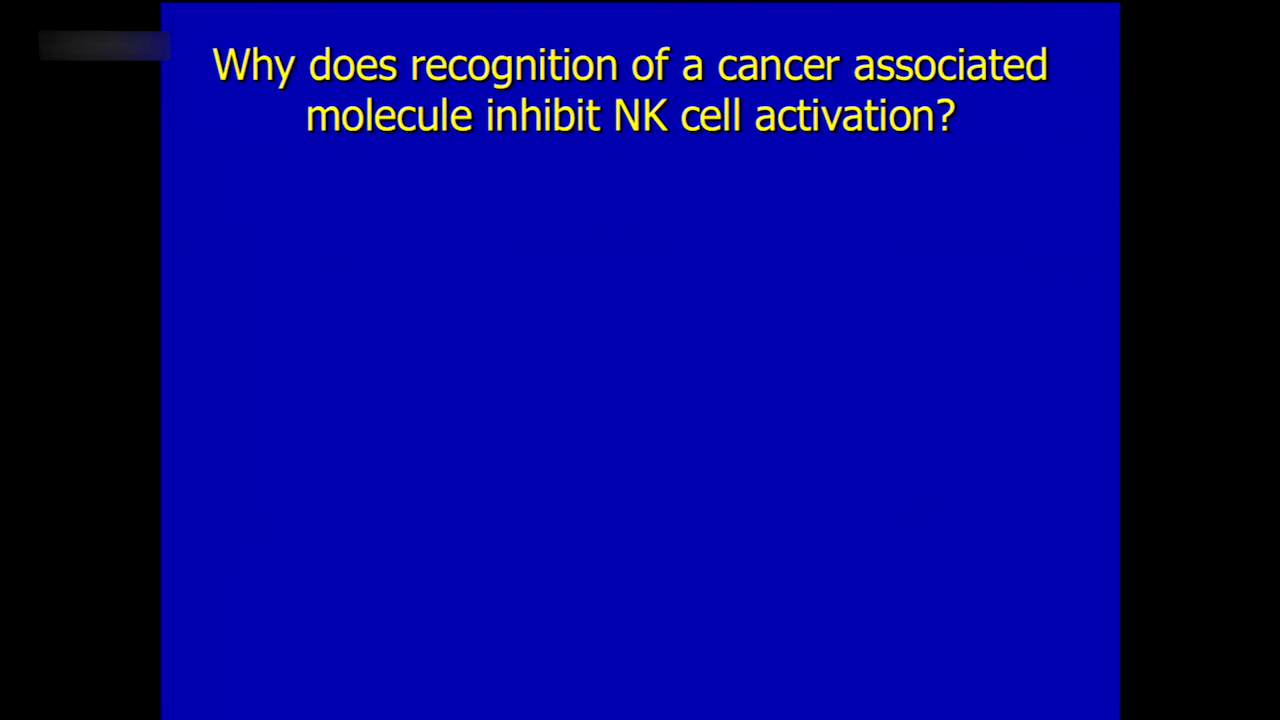 Why does recognition of a cancer associated
molecule inhibit NK cell activation?